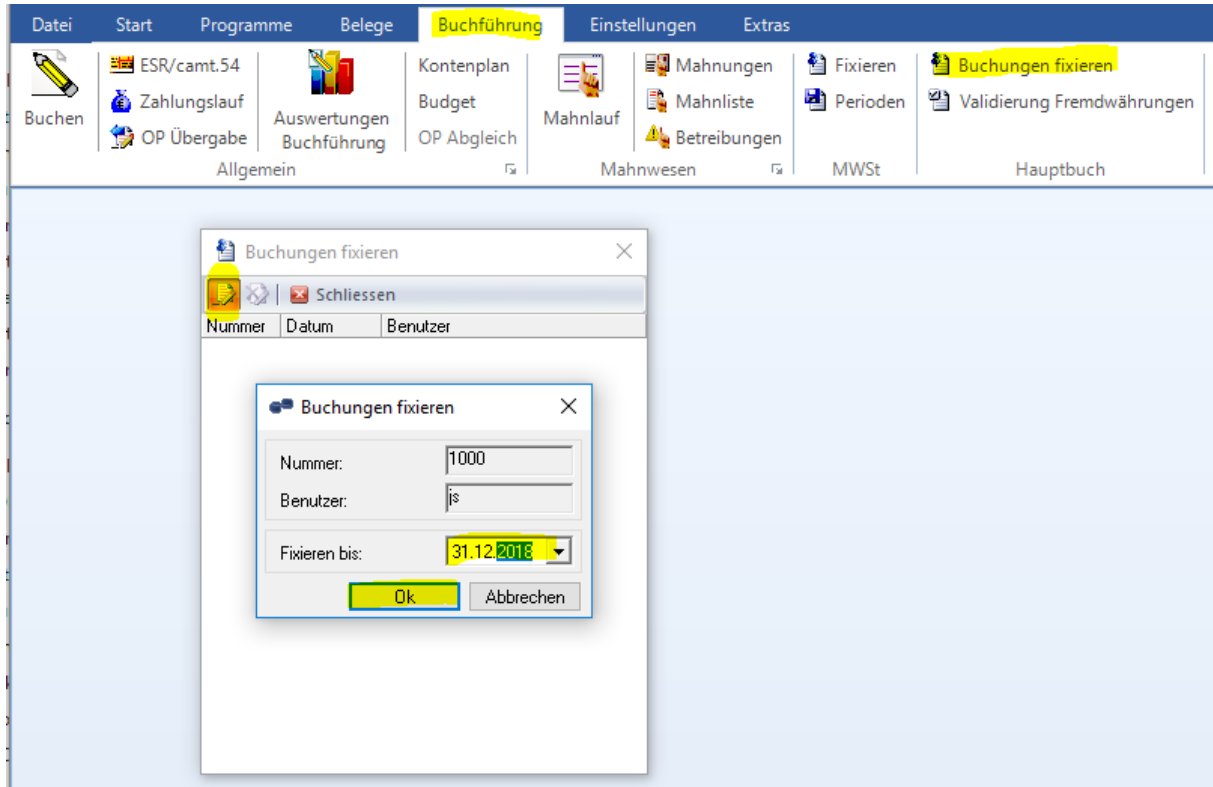 Datei Start Programme Belege Buchführung Einstellungen Extras
Buchen
ESR/camt.54
Zahlungslauf
OP Übergabe
Auswertungen
Buchführung
Kontenplan
Budget
OP Abgleich
Allgemein
Mahnlauf
Mahnungen
Mahnliste
Betreibungen
Mahnwesen
Fixieren
Perioden
MWSt
Buchungen fixieren
Validierung Fremdwährungen
Hauptbuch
Buchungen fixieren
Schliessen
Nummer Datum Benutzer
Buchungen fixieren
Nummer: 1000
Benutzer: js
Fixieren bis: 31.12.2018
Ok Abbrechen